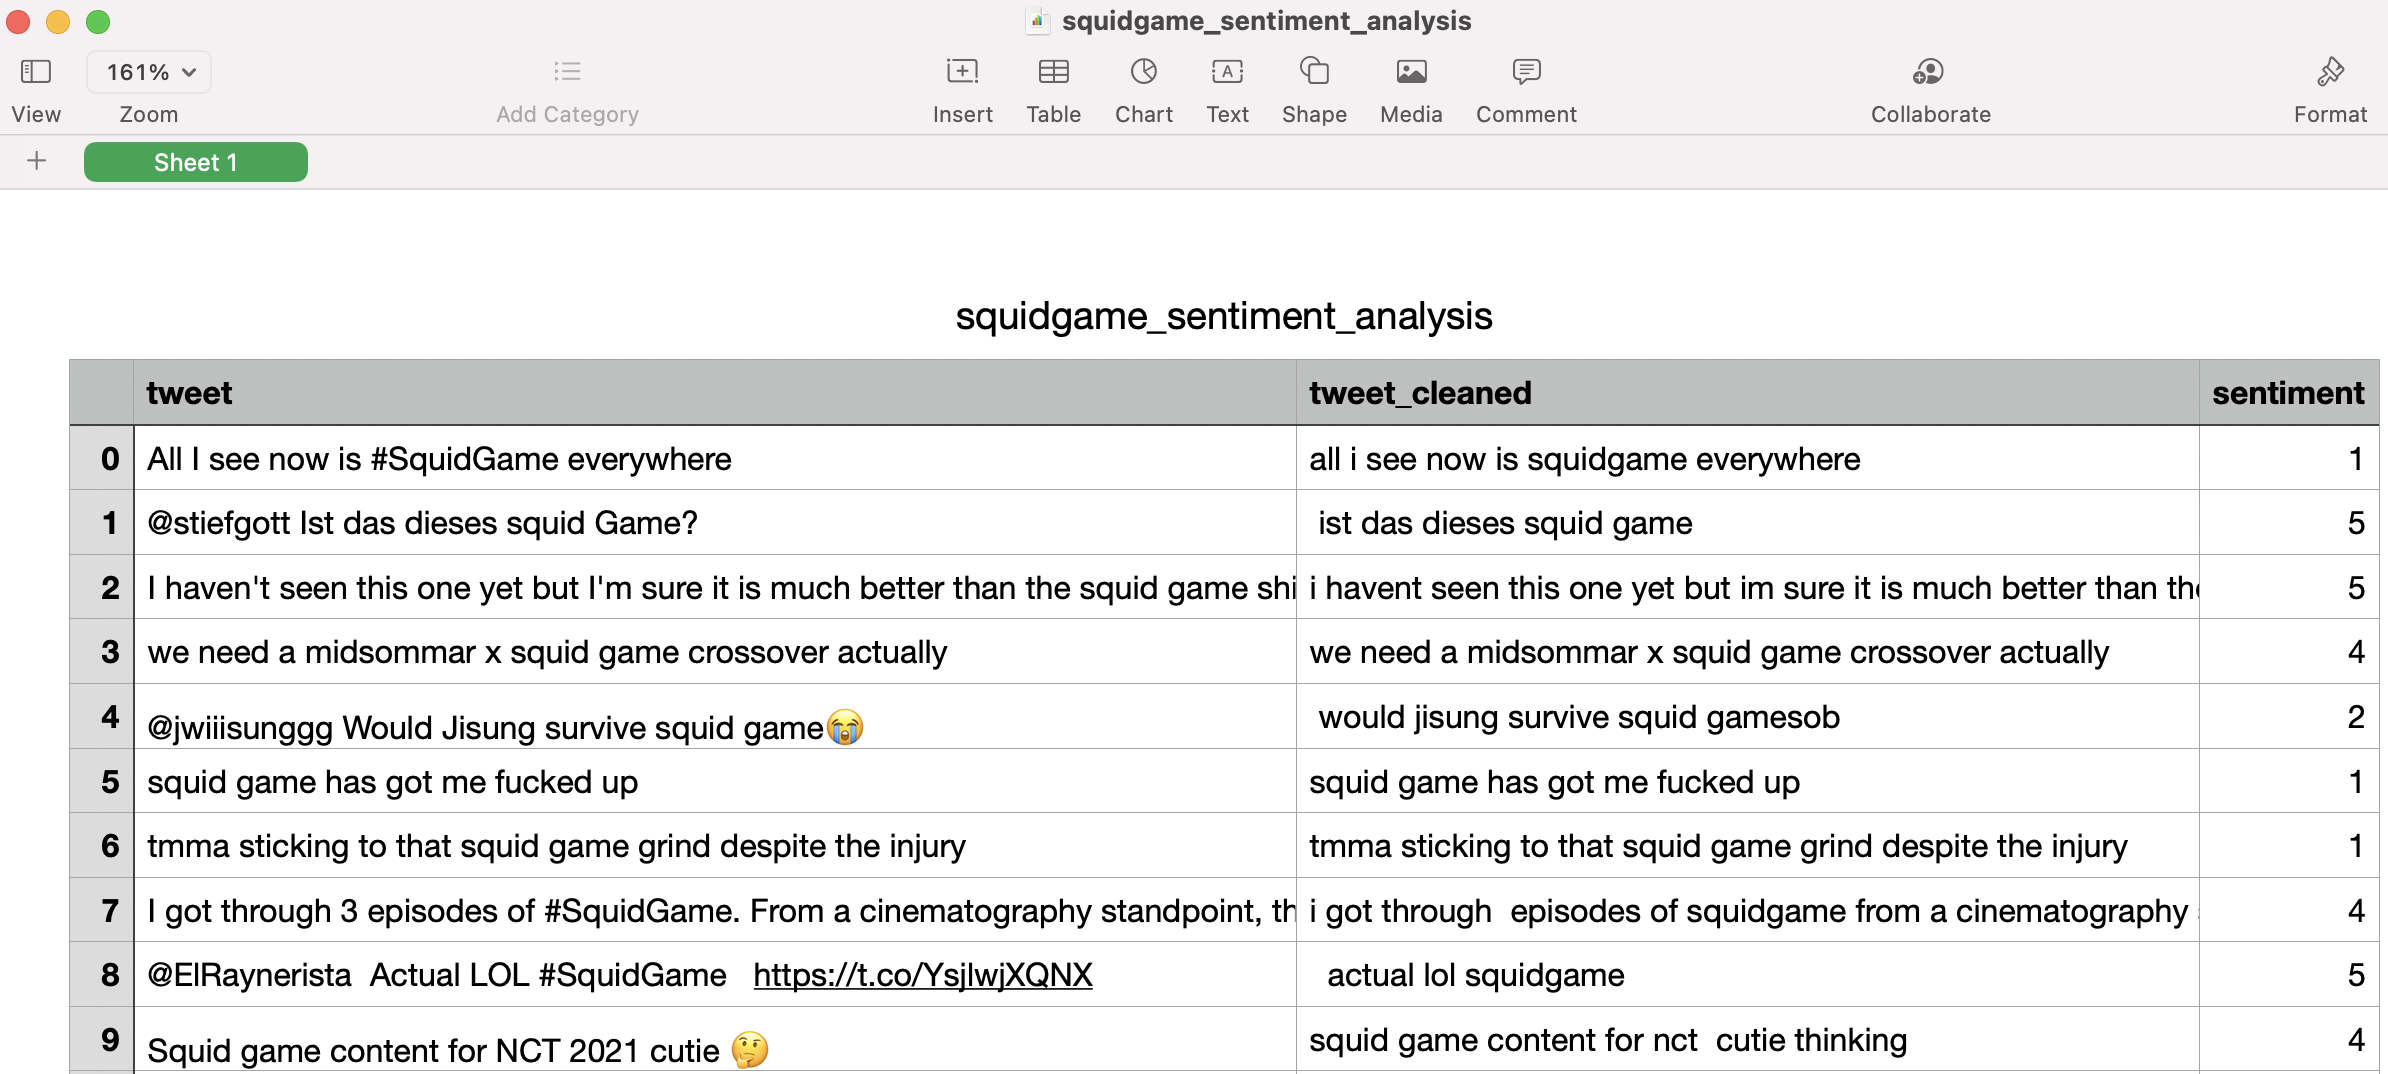 squidgame_sentiment_analysis
161%
View
Zoom
Add Category
Insert
Table
Chart
Text
Shape
Media
Comment
Collaborate
Format
Sheet 1
squidgame_sentiment_analysis
tweet tweet_cleaned sentiment
0 All I see now is #SquidGame everywhere all i see now is squidgame everywhere 1
1 @stiefgott Ist das dieses squid Game? ist das dieses squid game 5
2 I haven't seen this one yet but I'm sure it is much better than the squid game shi i havent seen this one yet but im sure it is much better than the 5
3 we need a midsommar x squid game crossover actually we need a midsommar x squid game crossover actually 4
4 @jwiiisunggg Would Jisung survive squid game😭 would jisung survive squid gamesob 2
5 squid game has got me fucked up squid game has got me fucked up 1
6 tmma sticking to that squid game grind despite the injury tmma sticking to that squid game grind despite the injury 1
7 I got through 3 episodes of #SquidGame. From a cinematography standpoint, th i got through episodes of squidgame from a cinematography 4
8 @ElRaynerista Actual LOL #SquidGame https://t.co/YsjlwjXQNX actual lol squidgame 5
9 Squid game content for NCT 2021 cutie 🤔 squid game content for nct cutie thinking 4